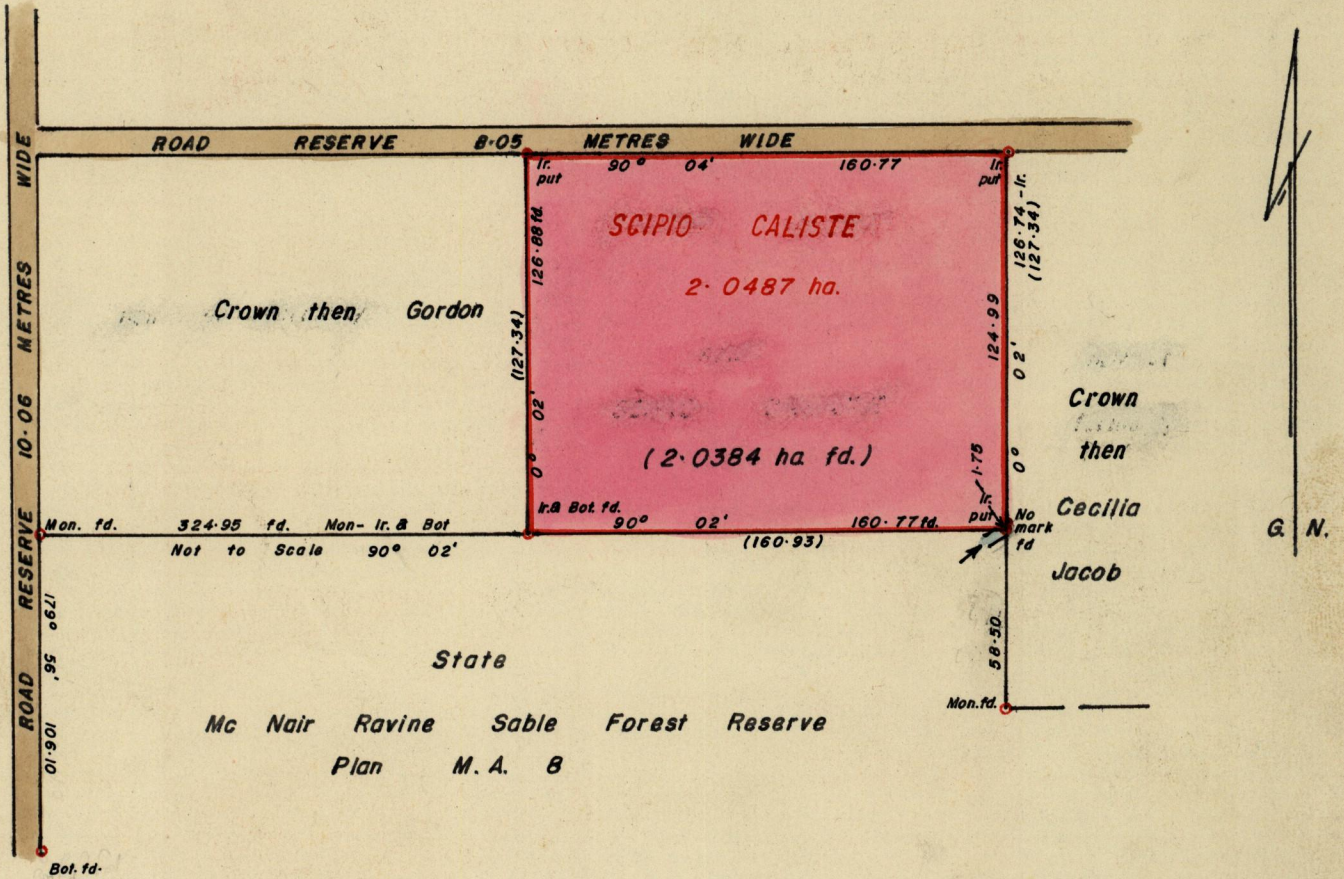 ROAD RESERVE 8·05 METRES WIDE
ROAD RESERVE 10·06 METRES WIDE
Ir. put
90° 04' 160·77
Ir. put
SCIPIO CALISTE
2·0487 ha.
(2·0384 ha fd.)
0° 02' 126·88 fd.
(127·34)
124·99
1·75
0° 02' 126·74 -Ir.
(127·34)
Crown then Gordon
Crown
then
Cecilia
Jacob
G. N.
Mon. fd. 324·95 fd. Mon- Ir. & Bot
Not to Scale 90° 02'
Ir.& Bot. fd.
90° 02' 160·77fd.
(160·93)
Ir. put
No
mark
fd
58·50
Mon.fd.
179° 56' 106·10
Bot. fd.
State
Mc Nair Ravine Sable Forest Reserve
Plan M.A. 8